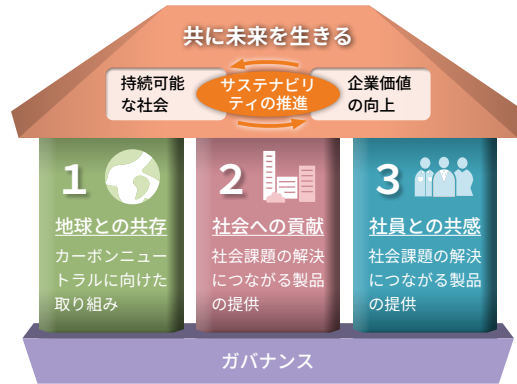 共に未来を生きる
持続可能
な社会
サステナビリ
ティの推進
企業価値
の向上
1
地球との共存
カーボンニュー
トラルに向けた
取り組み
2
社会への貢献
社会課題の解決
につながる製品
の提供
3
社員との共感
社会課題の解決
につながる製品
の提供
ガバナンス